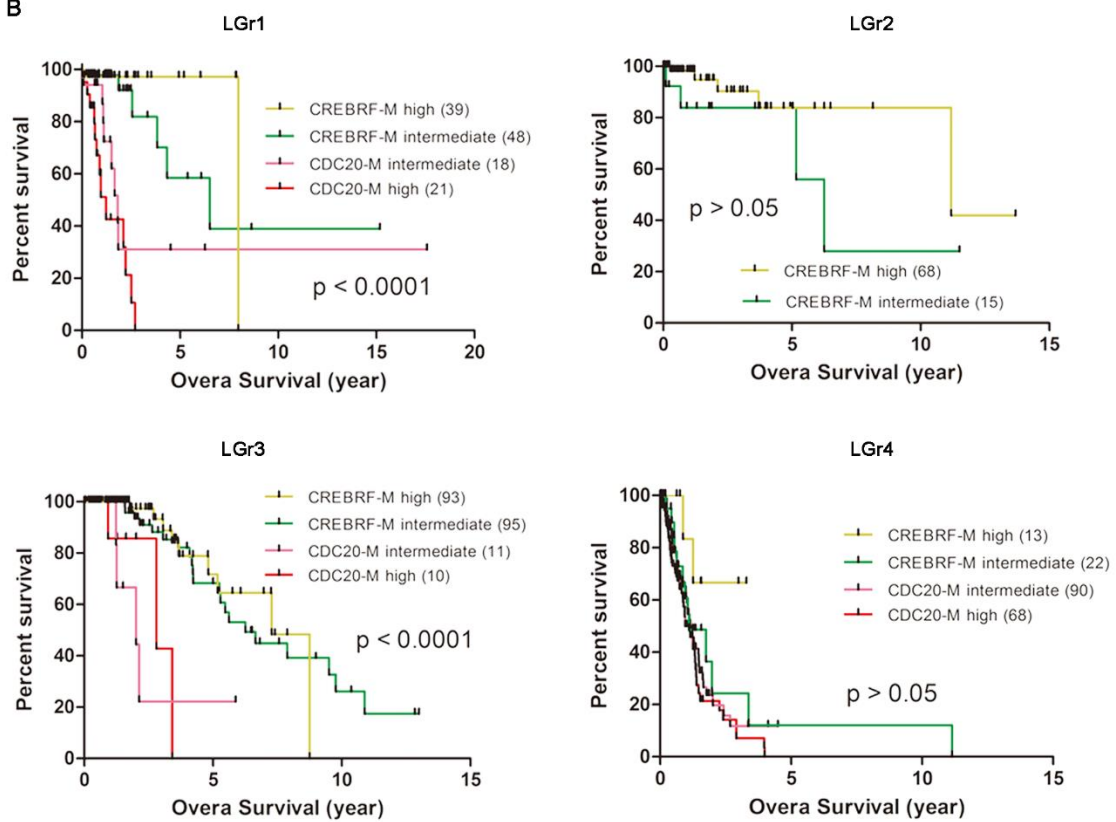 B
LGr1
Percent survival
100
80
60
40
20
0
CREBRF-M high (39)
CREBRF-M intermediate (48)
CDC20-M intermediate (18)
CDC20-M high (21)
p < 0.0001
0 5 10 15 20
Overa Survival (year)
LGr2
Percent survival
100
80
60
40
20
0
p > 0.05
CREBRF-M high (68)
CREBRF-M intermediate (15)
0 5 10 15
Overa Survival (year)
LGr3
Percent survival
100
80
60
40
20
0
CREBRF-M high (93)
CREBRF-M intermediate (95)
CDC20-M intermediate (11)
CDC20-M high (10)
p < 0.0001
0 5 10 15
Overa Survival (year)
LGr4
Percent survival
100
80
60
40
20
0
CREBRF-M high (13)
CREBRF-M intermediate (22)
CDC20-M intermediate (90)
CDC20-M high (68)
p > 0.05
0 5 10 15
Overa Survival (year)